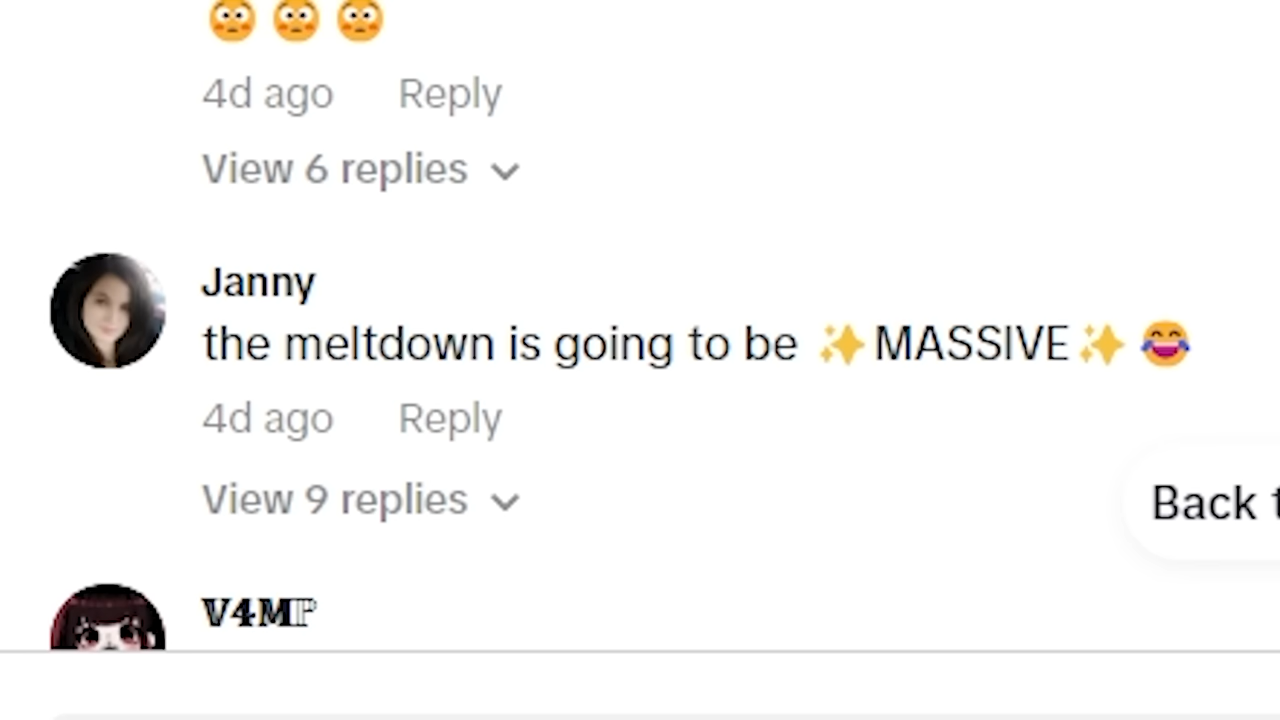 😳 😳 😳
4d ago Reply
View 6 replies
Janny
the meltdown is going to be ✨MASSIVE✨😂
4d ago Reply
View 9 replies
Back t
𝕍𝟒𝐌ℙ